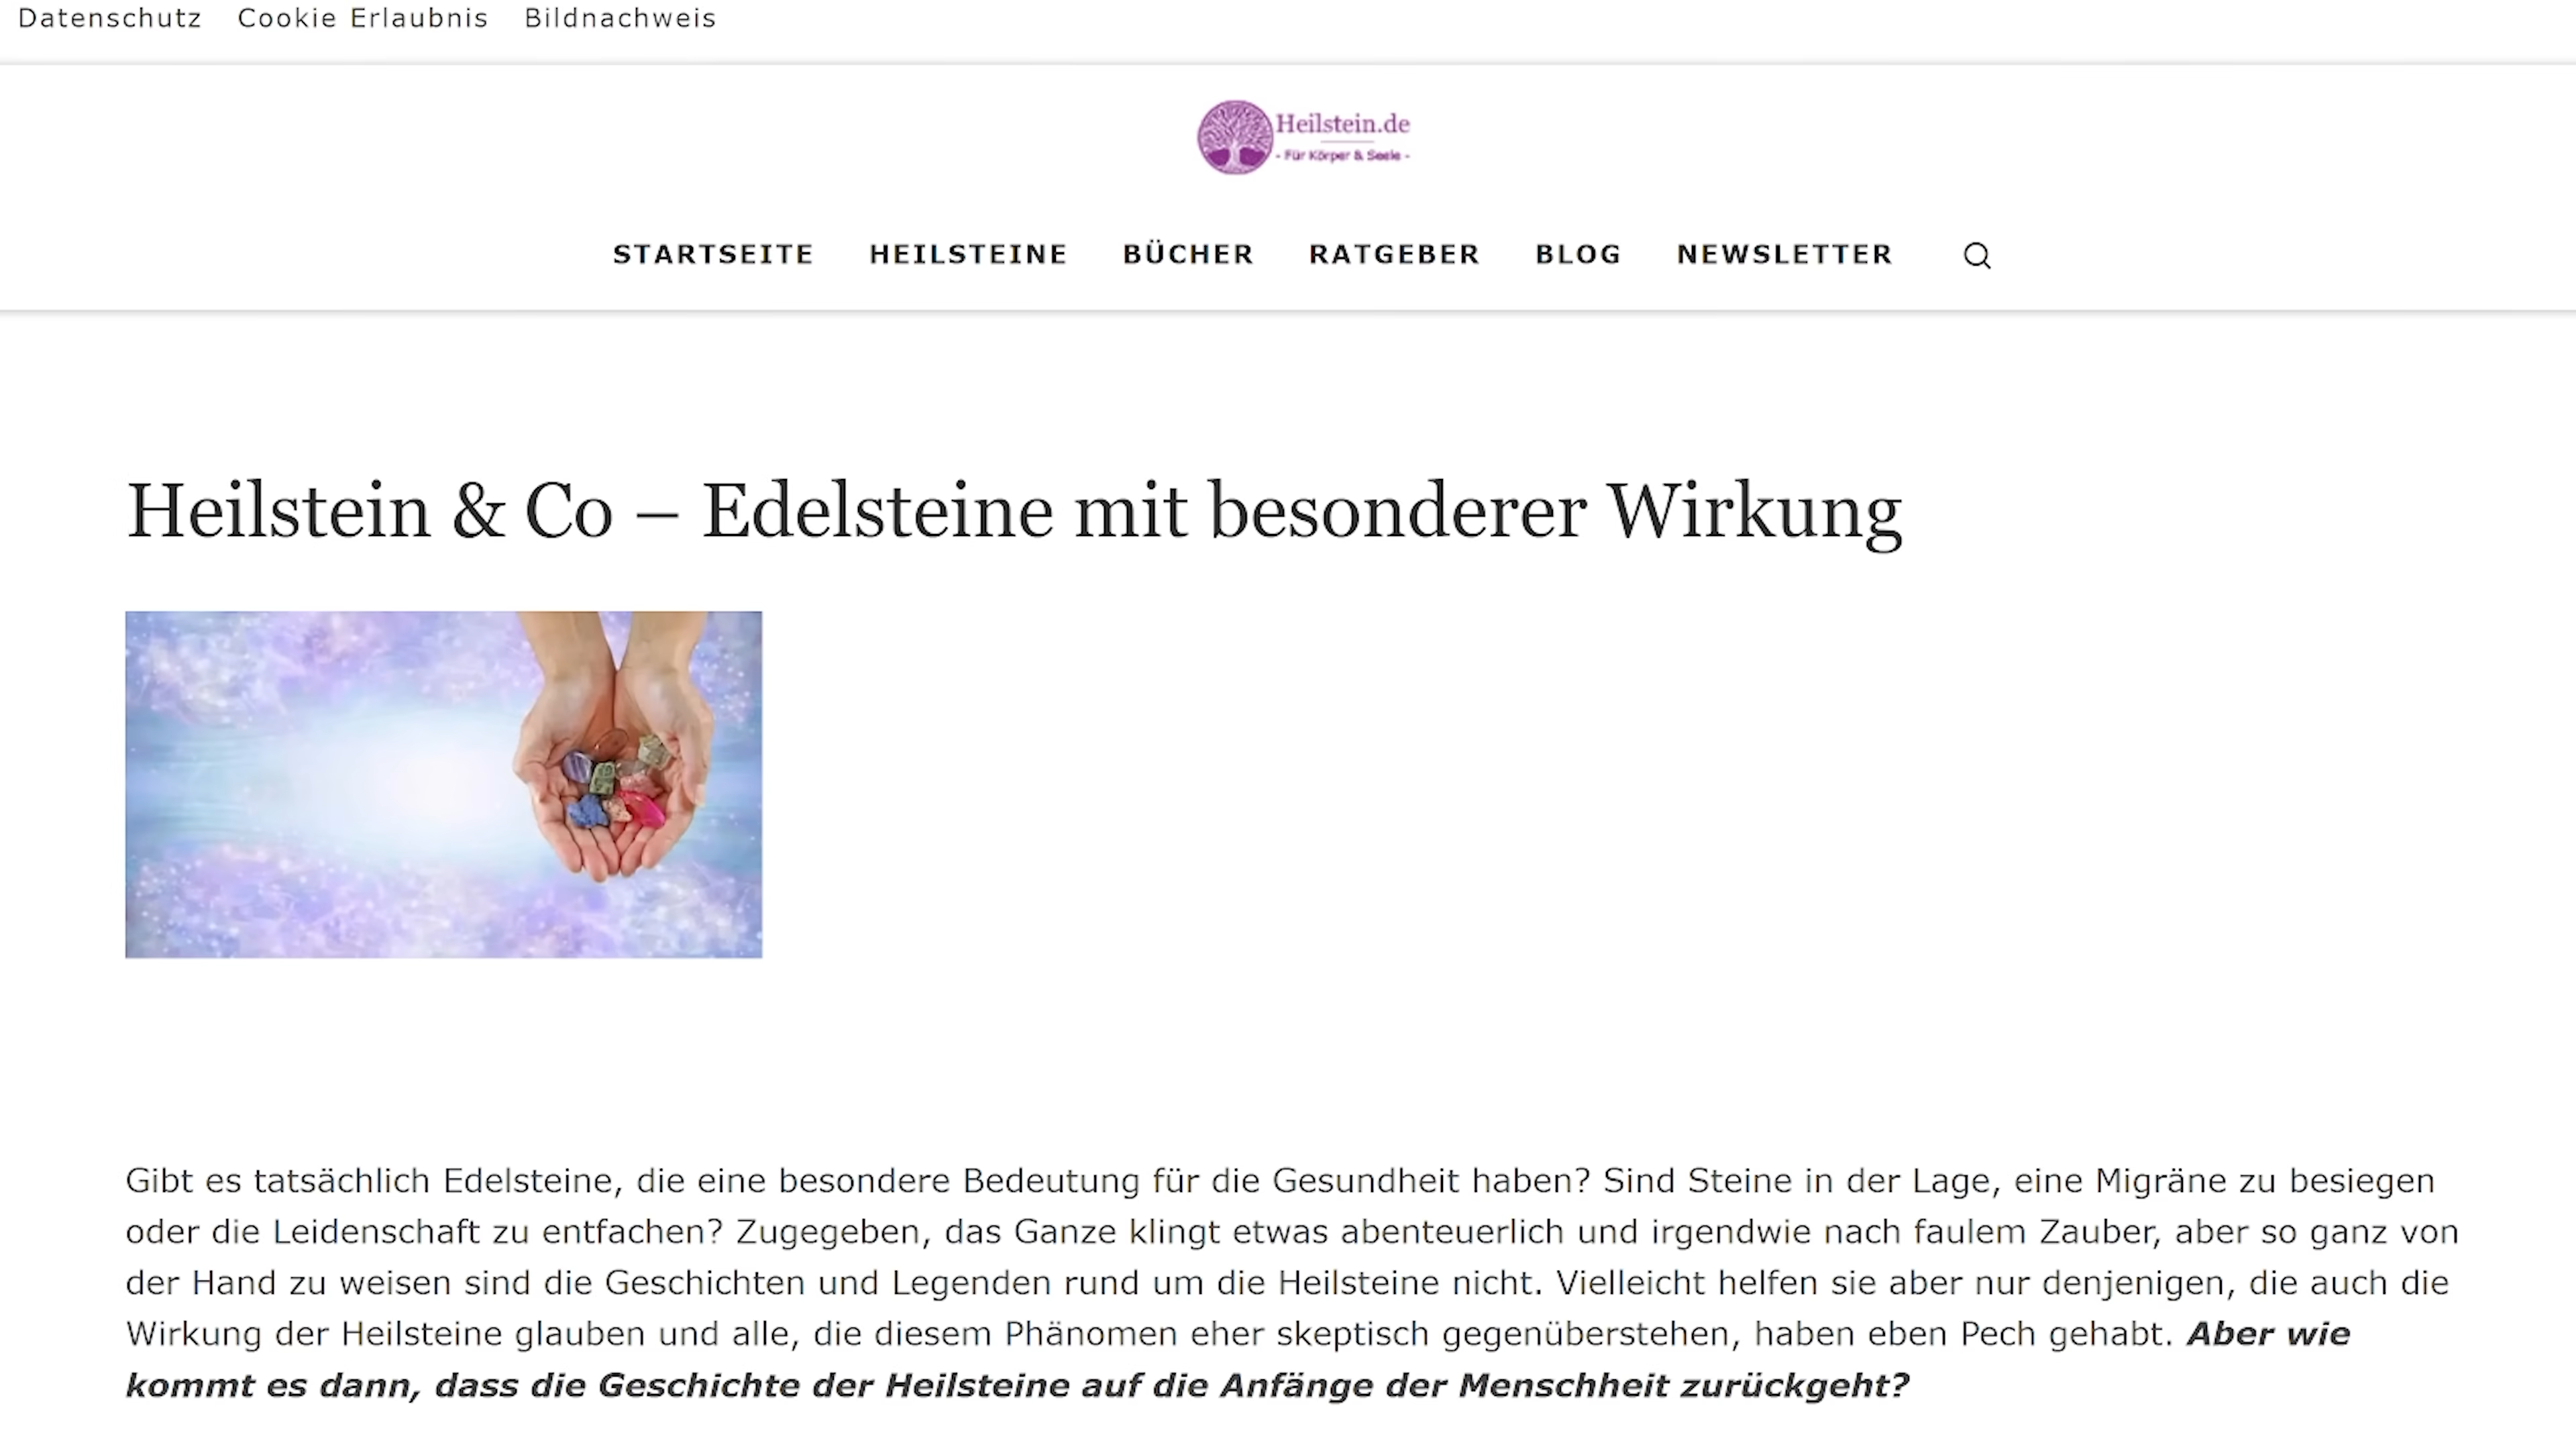 Datenschutz Cookie Erlaubnis Bildnachweis
Heilstein.de
- Für Körper & Seele -
STARTSEITE HEILSTEINE BÜCHER RATGEBER BLOG NEWSLETTER
Heilstein & Co – Edelsteine mit besonderer Wirkung
Gibt es tatsächlich Edelsteine, die eine besondere Bedeutung für die Gesundheit haben? Sind Steine in der Lage, eine Migräne zu besiegen
oder die Leidenschaft zu entfachen? Zugegeben, das Ganze klingt etwas abenteuerlich und irgendwie nach faulem Zauber, aber so ganz von
der Hand zu weisen sind die Geschichten und Legenden rund um die Heilsteine nicht. Vielleicht helfen sie aber nur denjenigen, die auch die
Wirkung der Heilsteine glauben und alle, die diesem Phänomen eher skeptisch gegenüberstehen, haben eben Pech gehabt. Aber wie
kommt es dann, dass die Geschichte der Heilsteine auf die Anfänge der Menschheit zurückgeht?